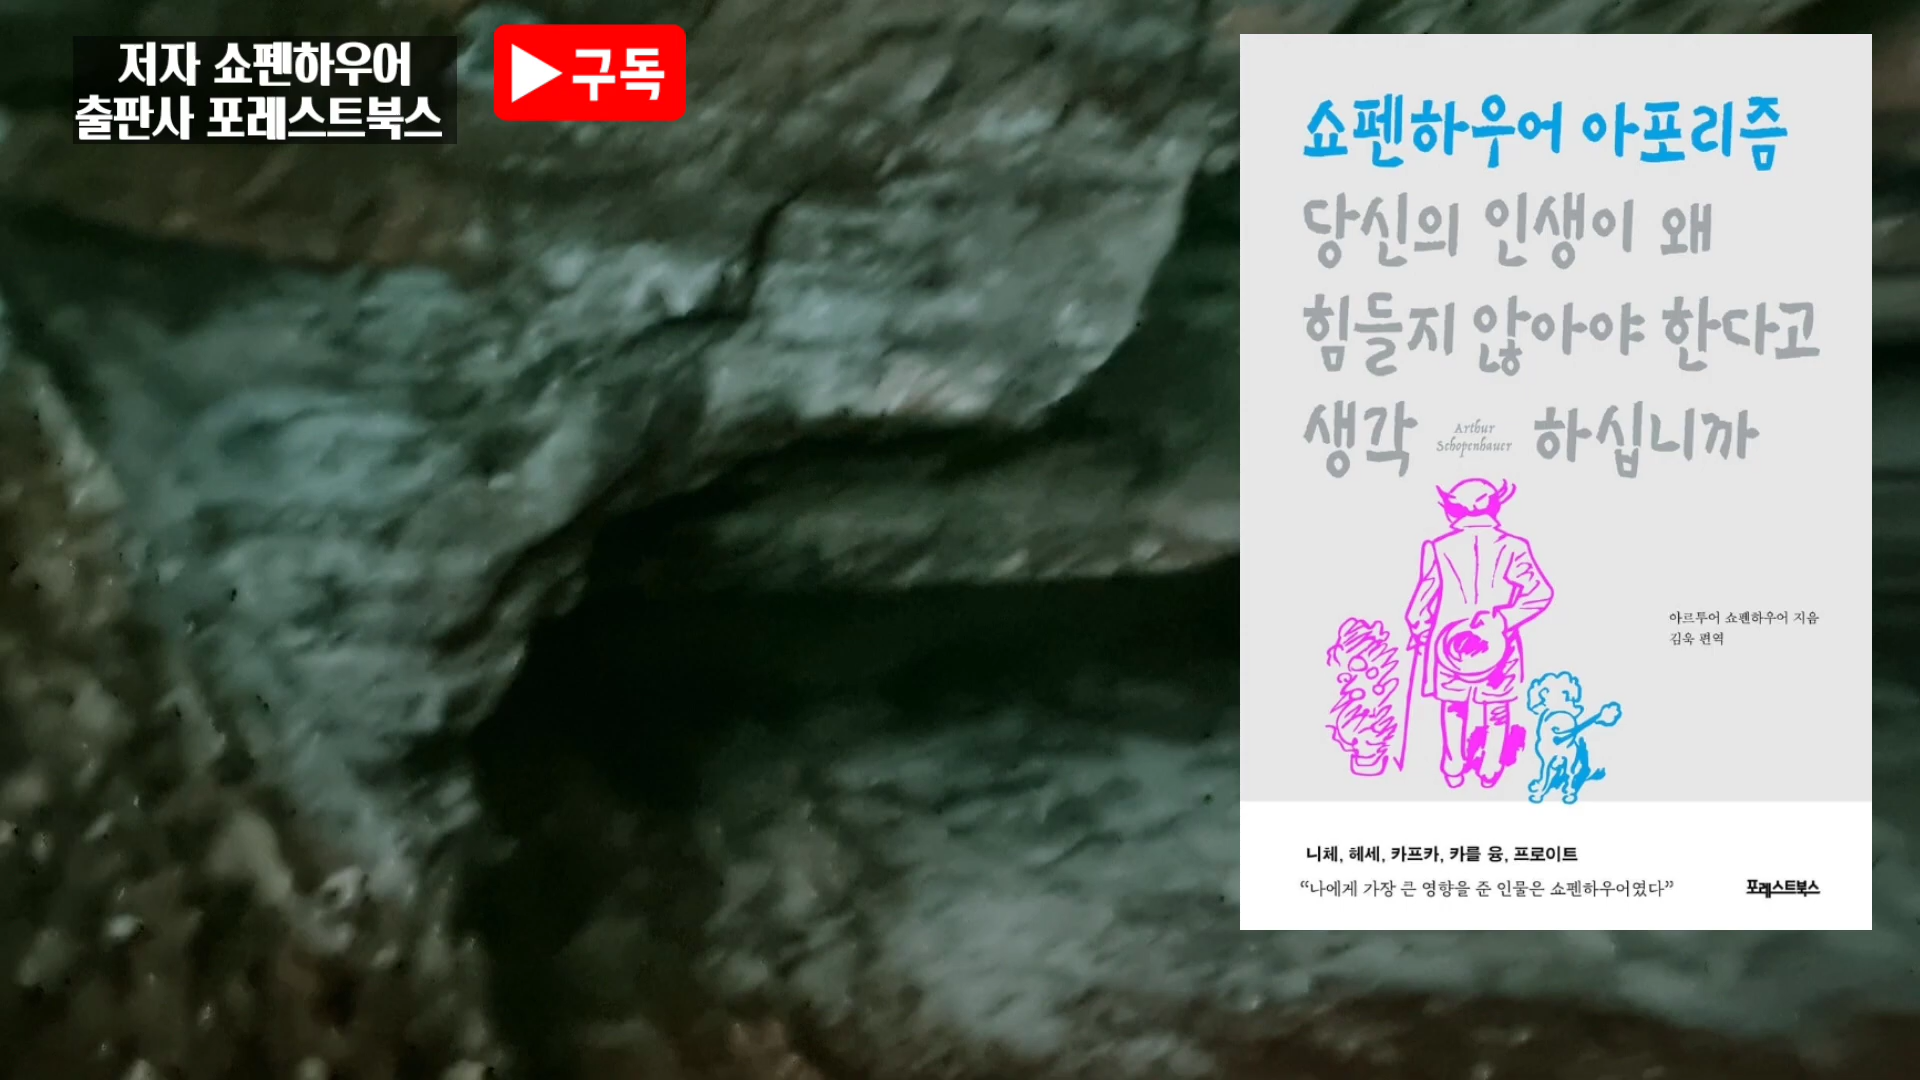 저자 쇼펜하우어
출판사 포레스트북스
구독
쇼펜하우어 아포리즘
당신의 인생이 왜
힘들지 않아야 한다고
생각 하십니까
Arthur
Schopenhauer
아르투어 쇼펜하우어 지음
김욱 편역
니체, 헤세, 카프카, 카를 융, 프로이트
“나에게 가장 큰 영향을 준 인물은 쇼펜하우어였다”
포레스트북스